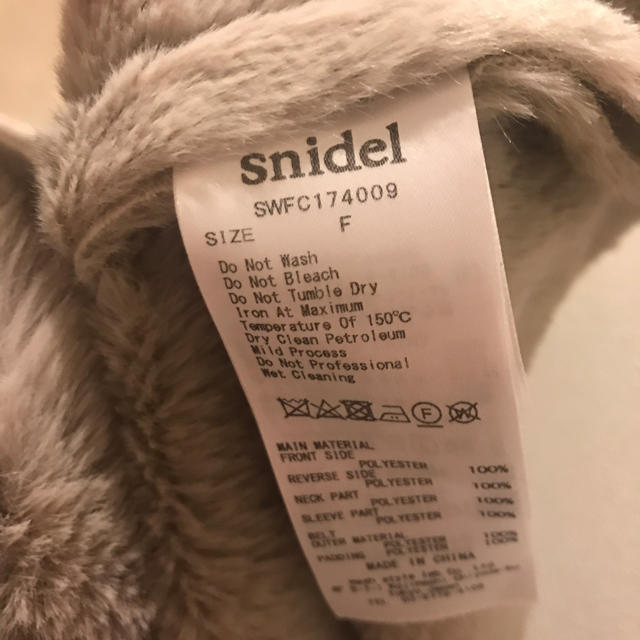 snidel
SWFC174009
SIZE F
Do Not Wash
Do Not Bleach
Do Not Tumble Dry
Iron At Maximum
Temperature Of 150°C
Dry Clean Petroleum
Mild Process
Do Not Professional
Wet Cleaning
F W
MAIN MATERIAL
FRONT SIDE
POLYESTER 100%
REVERSE SIDE
POLYESTER 100%
NECK PART
POLYESTER 100%
SLEEVE PART
POLYESTER 100%
BELT
OUTER MATERIAL
POLYESTER 100%
PADDING POLYESTER 100%
MADE IN CHINA